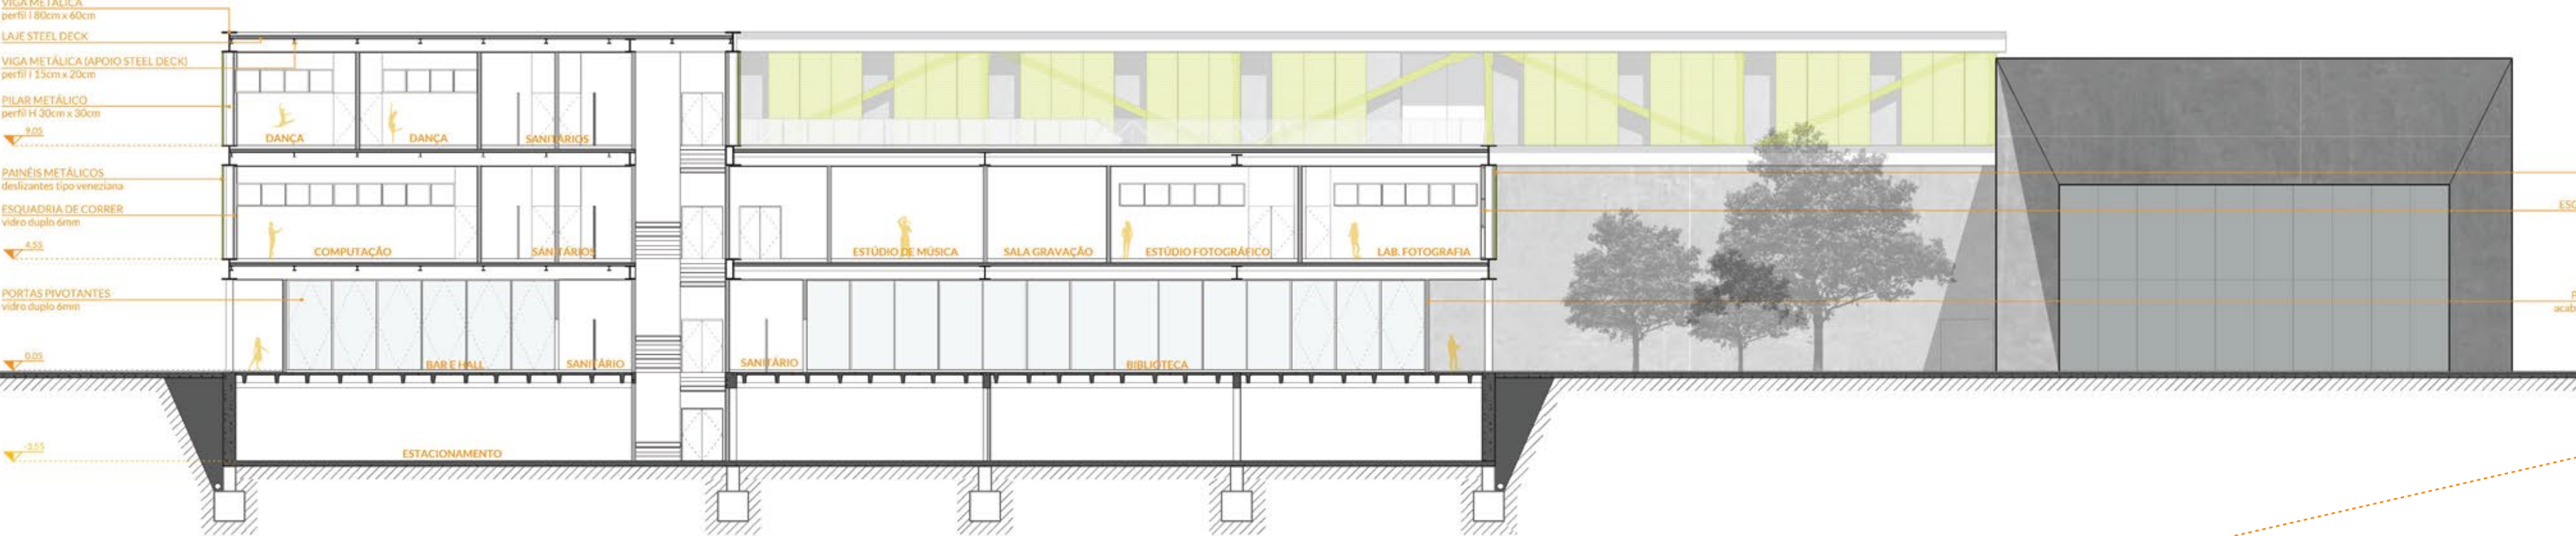 VIGA METÁLICA
perfil I 80cm x 60cm
LAJE STEEL DECK
VIGA METÁLICA (APOIO STEEL DECK)
perfil I 15cm x 20cm
PILAR METÁLICO
perfil H 30cm x 30cm
9,05
DANÇA DANÇA SANITÁRIOS
PAINÉIS METÁLICOS
deslizantes tipo veneziana
ESQUADRIA DE CORRER
vidro duplo 6mm
4,55
COMPUTAÇÃO SANITÁRIOS ESTÚDIO DE MÚSICA SALA GRAVAÇÃO ESTÚDIO FOTOGRÁFICO LAB. FOTOGRAFIA
ESQ
PORTAS PIVOTANTES
vidro duplo 6mm
P
acab
0,05
BAR E HALL SANITÁRIO SANITÁRIO BIBLIOTECA
-3,55
ESTACIONAMENTO